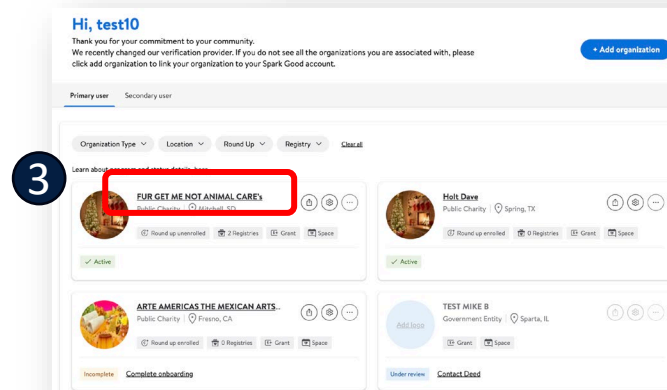 Hi, test10
Thank you for your commitment to your community.
We recently changed our verification provider. If you do not see all the organizations you are associated with, please
click add organization to link your organization to your Spark Good account.
+ Add organization
Primary user Secondary user
Organization Type Location Round Up Registry Clear all
3
Learn about program and status details, here
FUR GET ME NOT ANIMAL CARE's
Public Charity Mitchell, SD
Round up unenrolled 2 Registries Grant Space
Active
Holt Dave
Public Charity Spring, TX
Round up enrolled 0 Registries Grant Space
Active
ARTE AMERICAS THE MEXICAN ARTS...
Public Charity Fresno, CA
Round up enrolled 0 Registries Grant Space
Incomplete Complete onboarding
Add logo
TEST MIKE B
Government Entity Sparta, IL
Grant Space
Under review Contact Deed